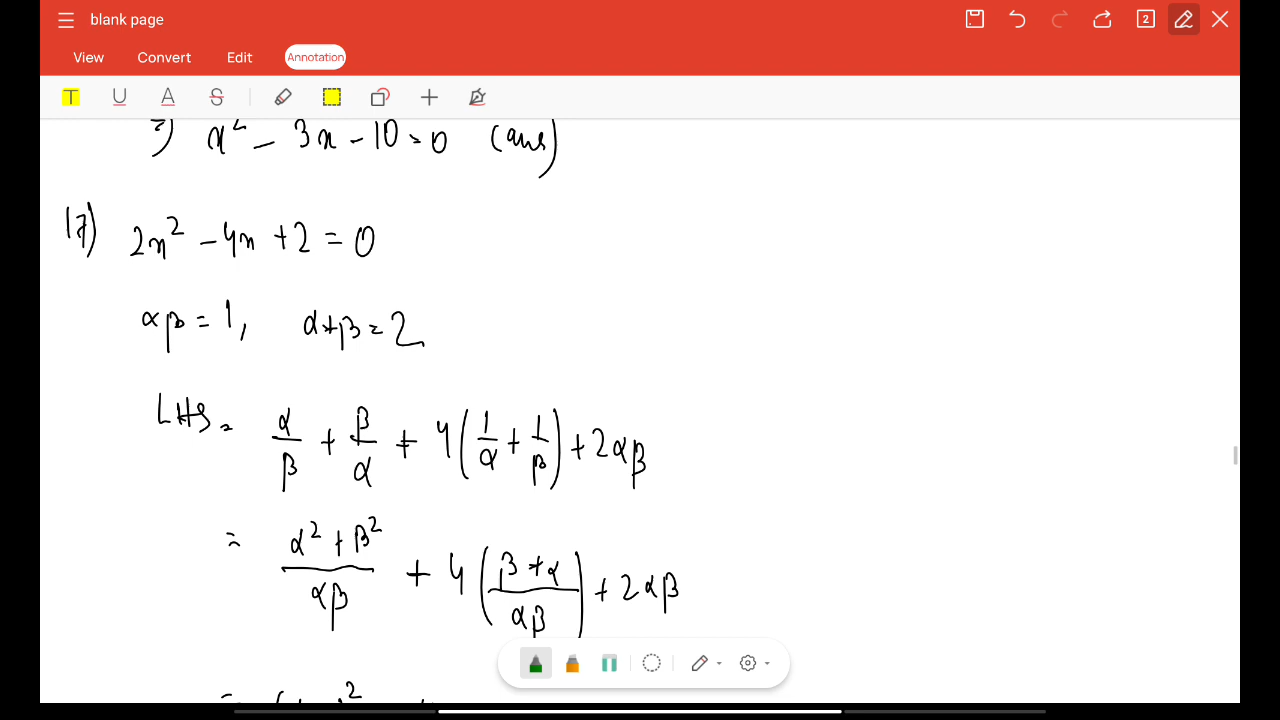 blank page
2
View Convert Edit Annotation
T U A S
⇒) x² - 3x - 10 = 0 (ans)
17) 2x² - 4x + 2 = 0
αβ = 1, α+β = 2
LHS = α/β + β/α + 4(1/α + 1/β) + 2αβ
= (α² + β²)/αβ + 4((β + α)/αβ) + 2αβ